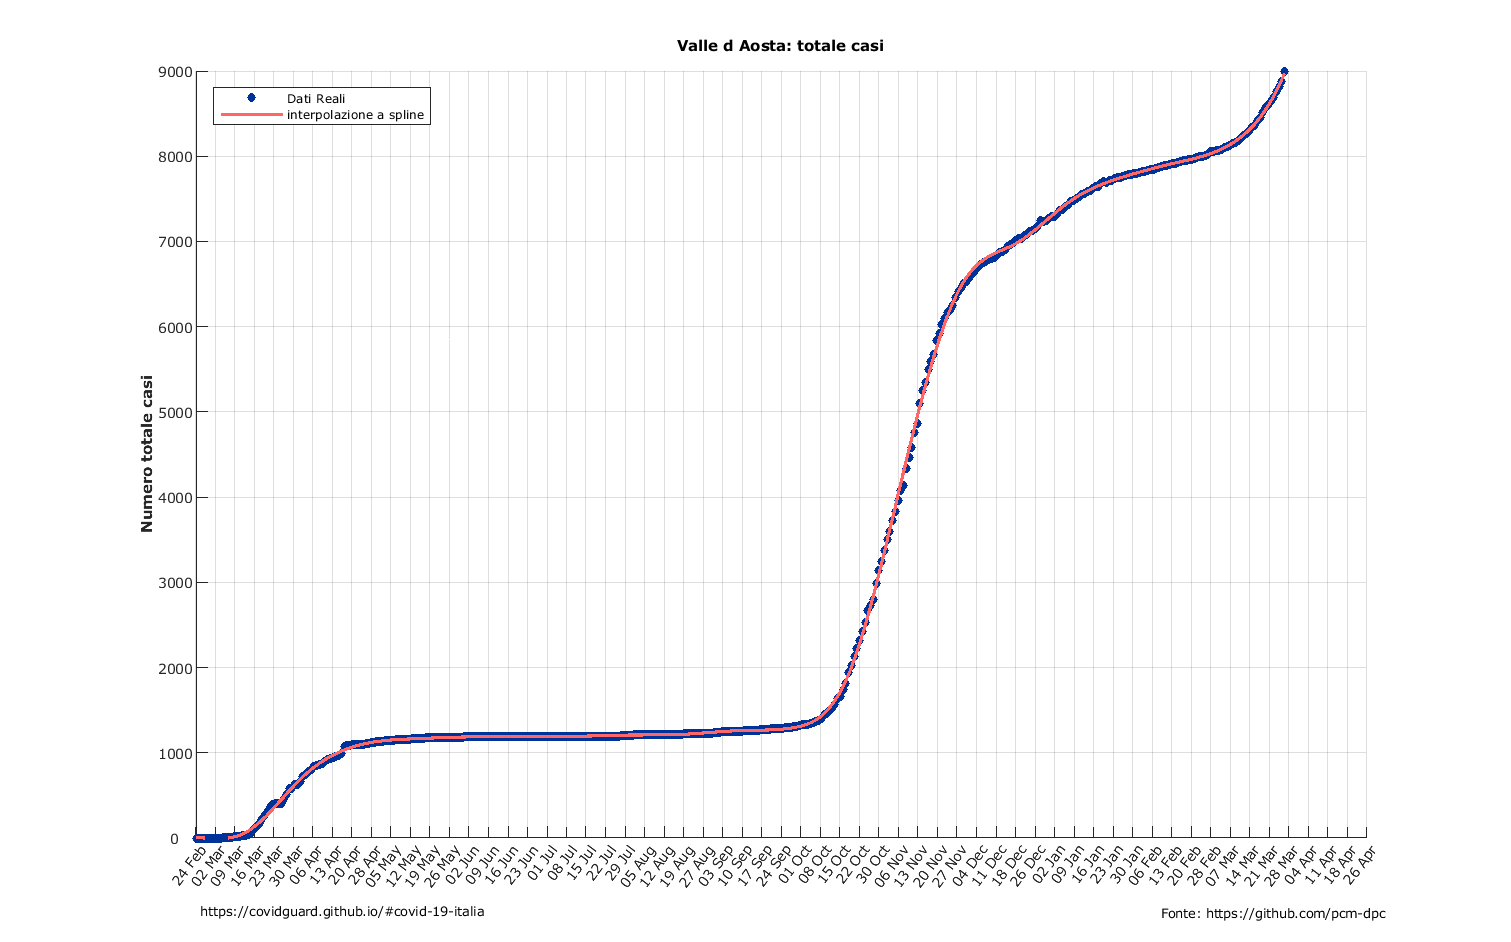 Valle d Aosta: totale casi
Dati Reali
interpolazione a spline
Numero totale casi
9000
8000
7000
6000
5000
4000
3000
2000
1000
0
24 Feb
02 Mar
09 Mar
16 Mar
23 Mar
30 Mar
06 Apr
13 Apr
20 Apr
28 Apr
05 May
12 May
19 May
26 May
02 Jun
09 Jun
16 Jun
23 Jun
01 Jul
08 Jul
15 Jul
22 Jul
29 Jul
05 Aug
12 Aug
19 Aug
27 Aug
03 Sep
10 Sep
17 Sep
24 Sep
01 Oct
08 Oct
15 Oct
22 Oct
30 Oct
06 Nov
13 Nov
20 Nov
27 Nov
04 Dec
11 Dec
18 Dec
26 Dec
02 Jan
09 Jan
16 Jan
23 Jan
30 Jan
06 Feb
13 Feb
20 Feb
28 Feb
07 Mar
14 Mar
21 Mar
28 Mar
04 Apr
11 Apr
18 Apr
26 Apr
https://covidguard.github.io/#covid-19-italia
Fonte: https://github.com/pcm-dpc